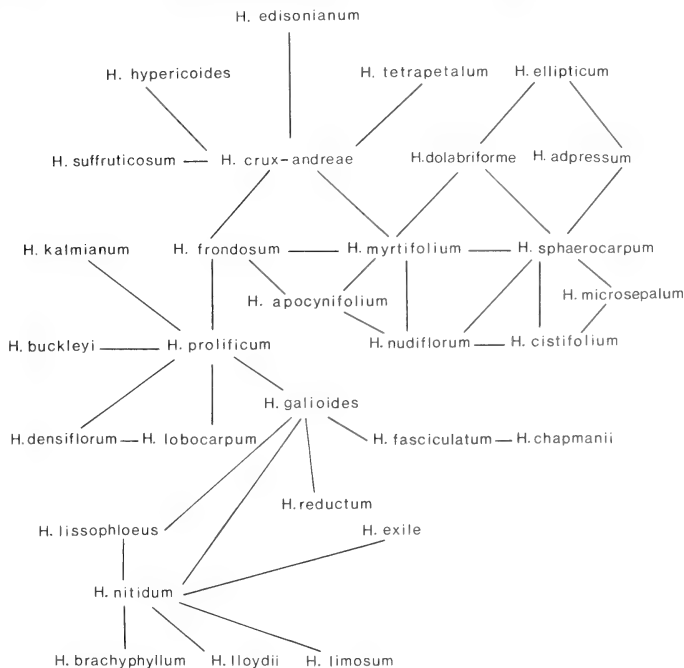 H. edisonianum
H. hypericoides H. tetrapetalum H. ellipticum
H. suffruticosum H. crux-andreae H. dolabriforme H. adpressum
H. kalmianum H. frondosum H. myrtifolium H. sphaerocarpum
H. apocynifolium H. microsepalum
H. buckleyi H. prolificum H. nudiflorum H. cistifolium
H. galioides
H. densiflorum H. lobocarpum H. fasciculatum H. chapmanii
H. reductum
H. lissophloeus H. exile
H. nitidum
H. brachyphyllum H. lloydii H. limosum